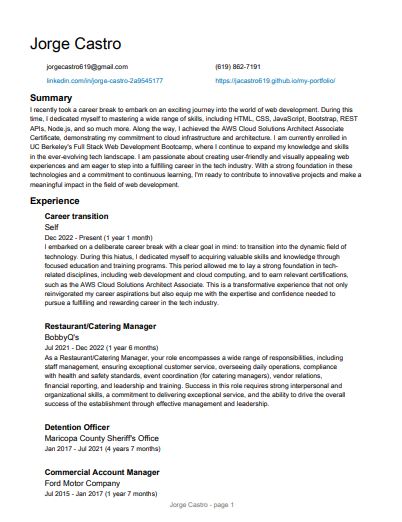 Jorge Castro
jorgecastro619@gmail.com (619) 862-7191
linkedin.com/in/jorge-castro-2a9545177 https://jacastro619.github.io/my-portfolio/
Summary
I recently took a career break to embark on an exciting journey into the world of web development. During this
time, I dedicated myself to mastering a wide range of skills, including HTML, CSS, JavaScript, Bootstrap, REST
APIs, Node.js, and so much more. Along the way, I achieved the AWS Cloud Solutions Architect Associate
Certificate, demonstrating my commitment to cloud infrastructure and architecture. I am currently enrolled in
UC Berkeley's Full Stack Web Development Bootcamp, where I continue to expand my knowledge and skills
in the ever-evolving tech landscape. I am passionate about creating user-friendly and visually appealing web
experiences and am eager to step into a fulfilling career in the tech industry. With a strong foundation in these
technologies and a commitment to continuous learning, I'm ready to contribute to innovative projects and make a
meaningful impact in the field of web development.
Experience
Career transition
Self
Dec 2022 - Present (1 year 1 month)
I embarked on a deliberate career break with a clear goal in mind: to transition into the dynamic field of
technology. During this hiatus, I dedicated myself to acquiring valuable skills and knowledge through
focused education and training programs. This period allowed me to lay a strong foundation in tech-
related disciplines, including web development and cloud computing, and to earn relevant certifications,
such as the AWS Cloud Solutions Architect Associate. This is a transformative experience that not only
reinvigorated my career aspirations but also equip me with the expertise and confidence needed to
pursue a fulfilling and rewarding career in the tech industry.
Restaurant/Catering Manager
BobbyQ's
Jul 2021 - Dec 2022 (1 year 6 months)
As a Restaurant/Catering Manager, your role encompasses a wide range of responsibilities, including
staff management, ensuring exceptional customer service, overseeing daily operations, compliance
with health and safety standards, event coordination (for catering managers), vendor relations,
financial reporting, and leadership and training. Success in this role requires strong interpersonal and
organizational skills, a commitment to delivering exceptional service, and the ability to drive the overall
success of the establishment through effective management and leadership.
Detention Officer
Maricopa County Sheriff's Office
Jan 2017 - Jul 2021 (4 years 7 months)
Commercial Account Manager
Ford Motor Company
Jul 2015 - Jan 2017 (1 year 7 months)
Jorge Castro - page 1